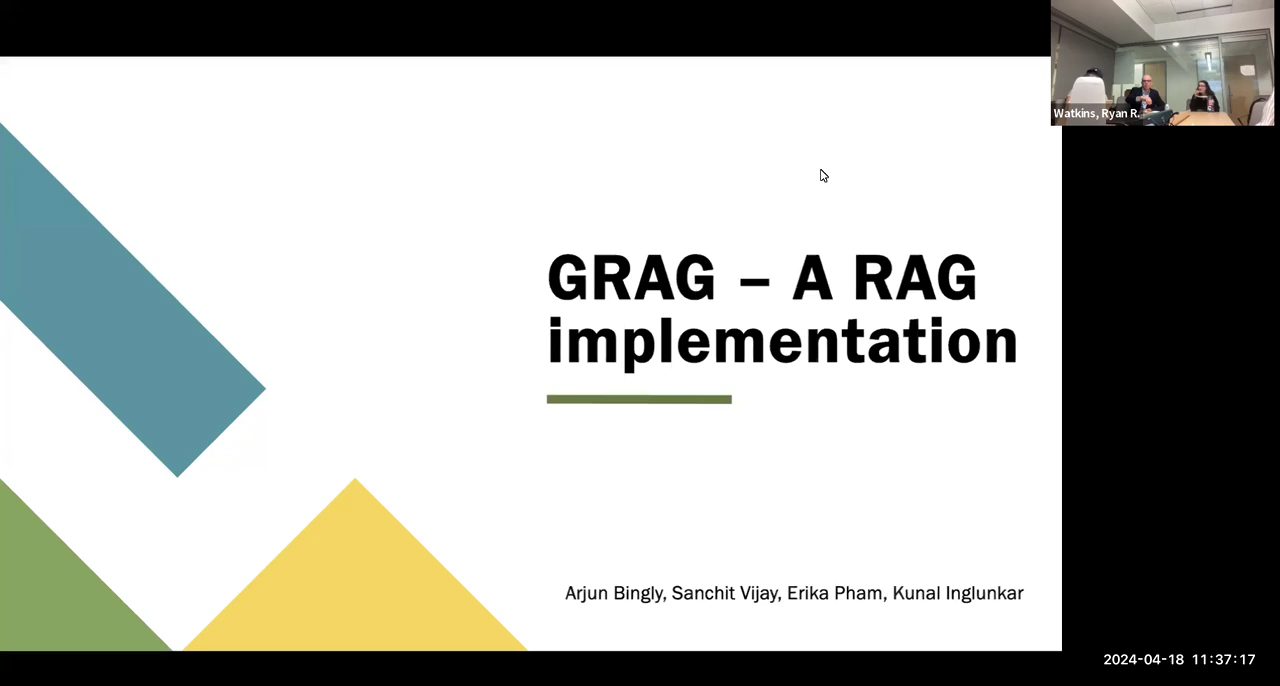 Watkins, Ryan R.
GRAG – A RAG
implementation
Arjun Bingly, Sanchit Vijay, Erika Pham, Kunal Inglunkar
2024-04-18 11:37:17